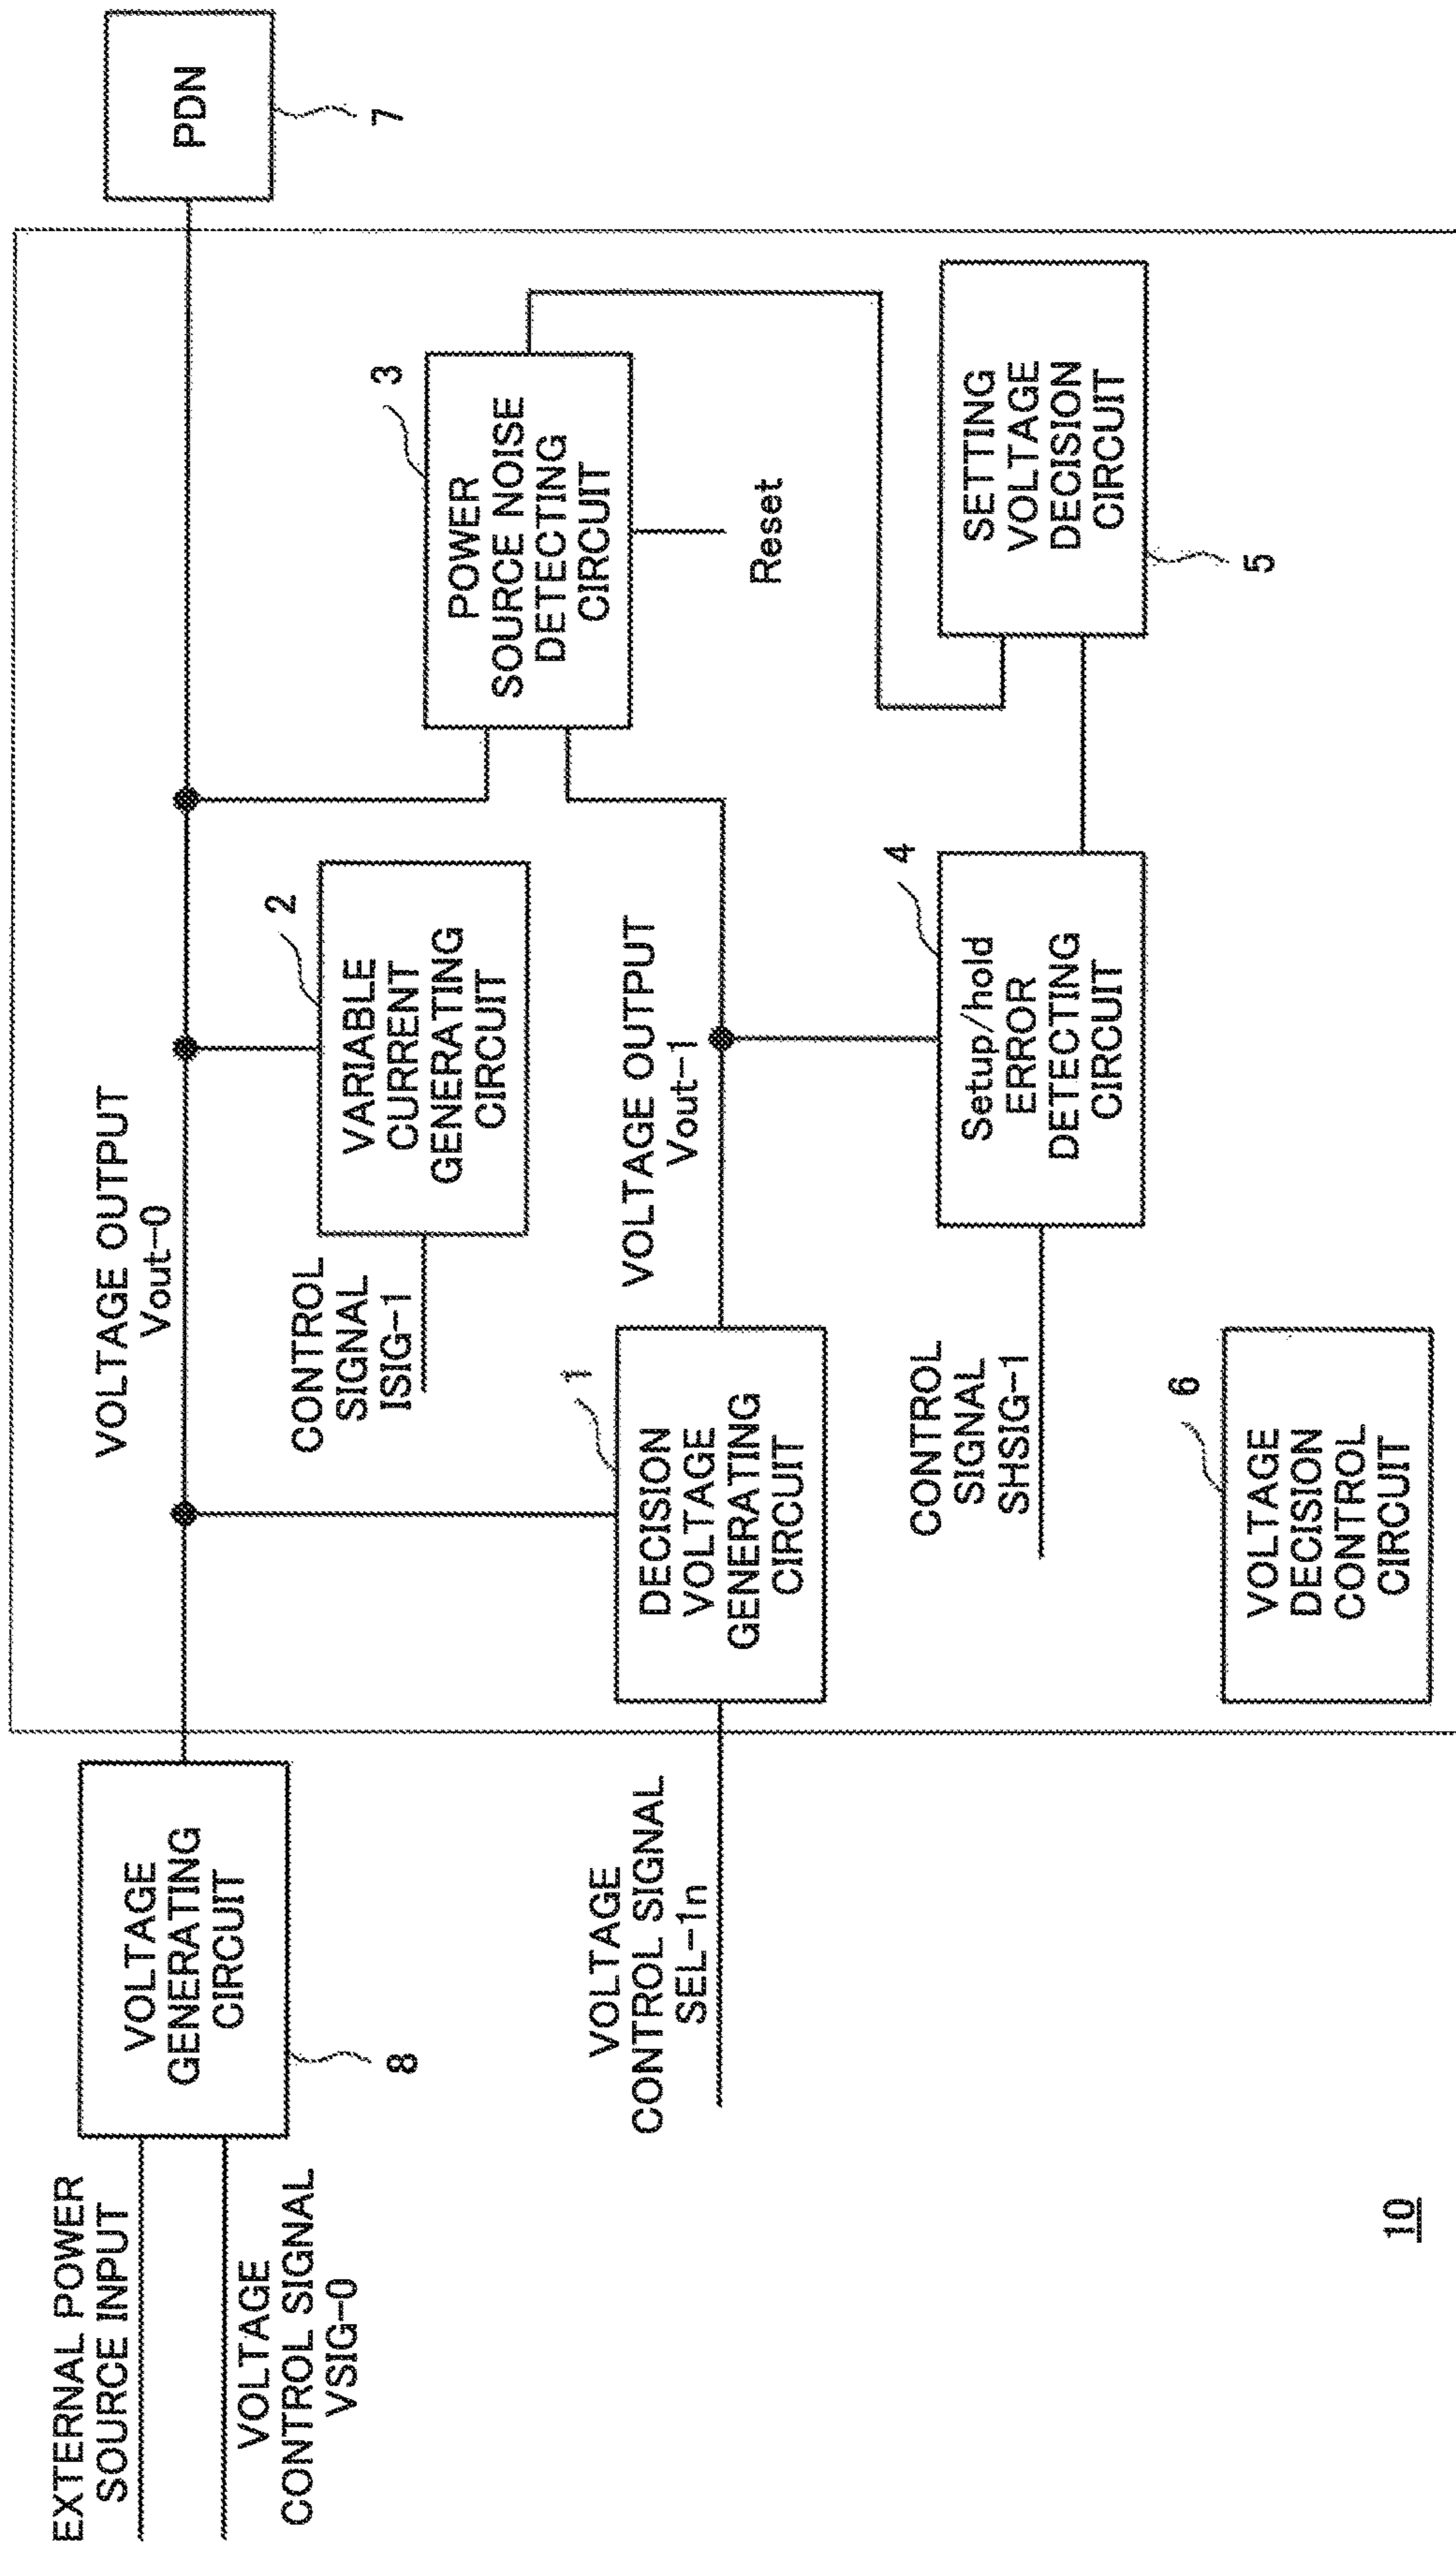 EXTERNAL POWER
SOURCE INPUT
VOLTAGE
CONTROL SIGNAL
VSIG-0
VOLTAGE
GENERATING
CIRCUIT
8
VOLTAGE OUTPUT
Vout-0
PDN
7
CONTROL
SIGNAL
ISIG-1
VARIABLE
CURRENT
GENERATING
CIRCUIT
2
POWER
SOURCE NOISE
DETECTING
CIRCUIT
3
Reset
VOLTAGE
CONTROL SIGNAL
SEL-1n
DECISION
VOLTAGE
GENERATING
CIRCUIT
1
VOLTAGE OUTPUT
Vout-1
CONTROL
SIGNAL
SHSIG-1
Setup/hold
ERROR
DETECTING
CIRCUIT
4
SETTING
VOLTAGE
DECISION
CIRCUIT
5
VOLTAGE
DECISION
CONTROL
CIRCUIT
6
10